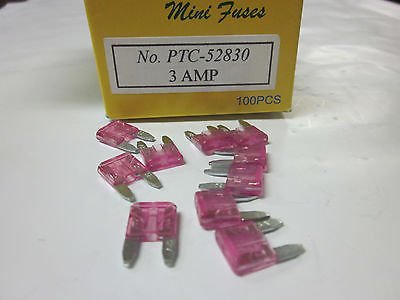 Mini Fuses
No. PTC-52830
3 AMP
100PCS